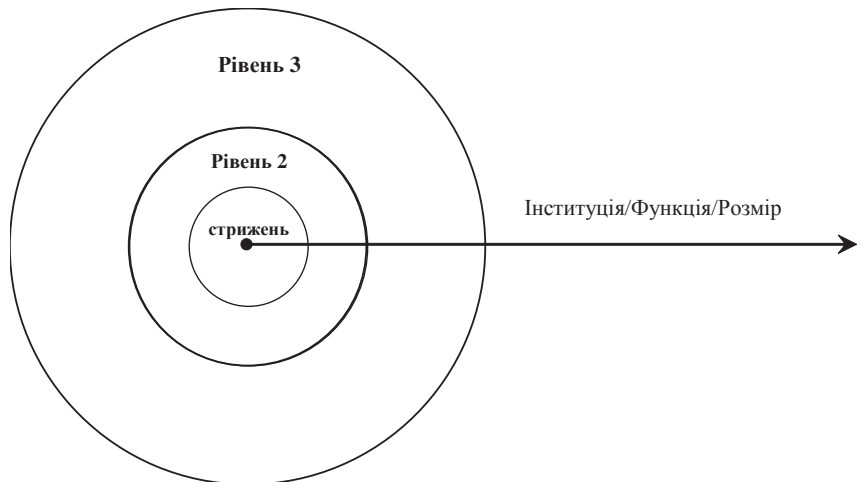 Рівень 3
Рівень 2
Інституція/Функція/Розмір
стрижень